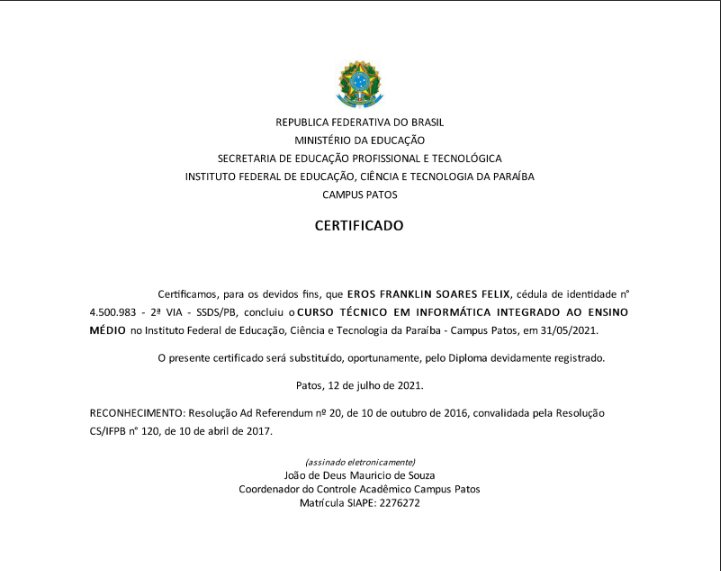 REPUBLICA FEDERATIVA DO BRASIL
MINISTÉRIO DA EDUCAÇÃO
SECRETARIA DE EDUCAÇÃO PROFISSIONAL E TECNOLÓGICA
INSTITUTO FEDERAL DE EDUCAÇÃO, CIÊNCIA E TECNOLOGIA DA PARAÍBA
CAMPUS PATOS
CERTIFICADO
Certificamos, para os devidos fins, que EROS FRANKLIN SOARES FELIX, cédula de identidade n°
4.500.983 - 2ª VIA - SSDS/PB, concluiu o CURSO TÉCNICO EM INFORMÁTICA INTEGRADO AO ENSINO
MÉDIO no Instituto Federal de Educação, Ciência e Tecnologia da Paraíba - Campus Patos, em 31/05/2021.
O presente certificado será substituído, oportunamente, pelo Diploma devidamente registrado.
Patos, 12 de julho de 2021.
RECONHECIMENTO: Resolução Ad Referendum nº 20, de 10 de outubro de 2016, convalidada pela Resolução
CS/IFPB n° 120, de 10 de abril de 2017.
(assinado eletronicamente)
João de Deus Mauricio de Souza
Coordenador do Controle Acadêmico Campus Patos
Matrícula SIAPE: 2276272